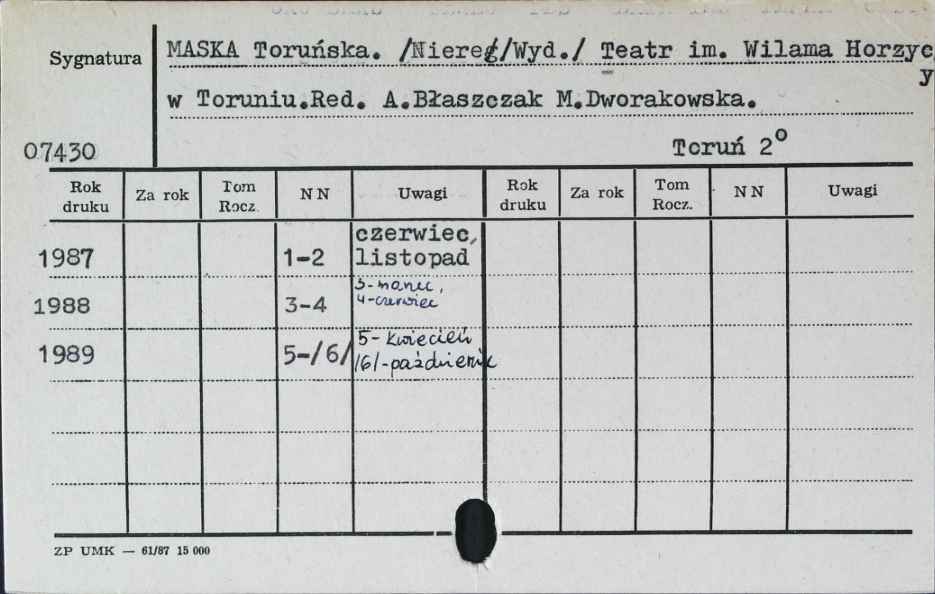 Sygnatura
MASKA Toruńska. /Niereg/Wyd./ Teatr im. Wilama Horzyc
y
w Toruniu.Red. A.Błaszczak M.Dworakowska.
07430
Toruń 2°
Rok druku Za rok Tom Rocz. NN Uwagi Rok druku Za rok Tom Rocz. NN Uwagi
1987 1-2 czerwiec, listopad
1988 3-4 3-marzec, 4-czerwiec
1989 5-/6/ 5-kwiecień /6/-październik
ZP UMK — 61/87 15 000